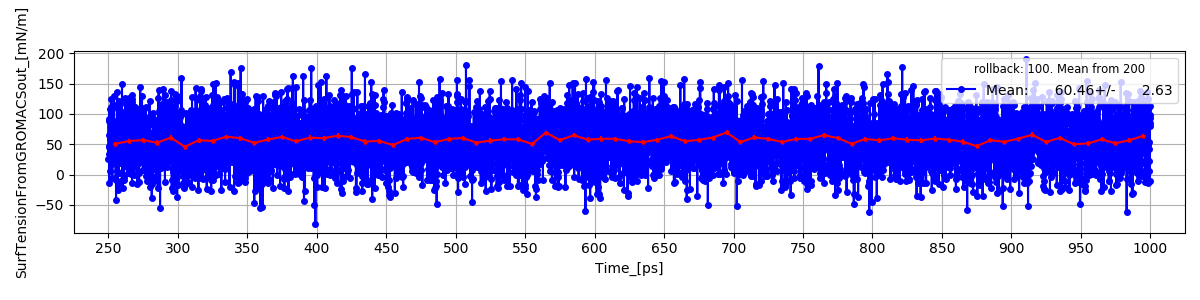 SurfTensionFromGROMACSout_[mN/m]
200
150
100
50
0
−50
rollback: 100. Mean from 200
Mean: 60.46+/- 2.63
250 300 350 400 450 500 550 600 650 700 750 800 850 900 950 1000
Time_[ps]